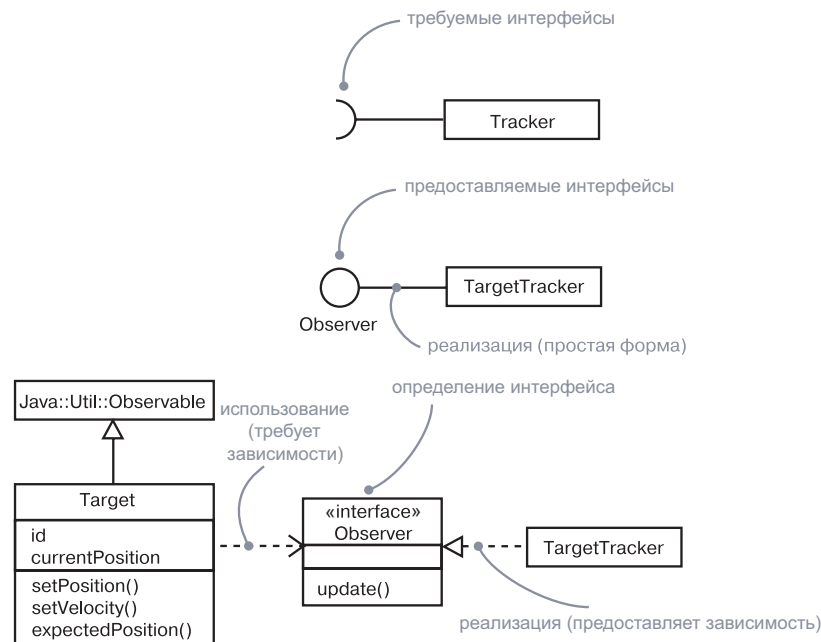 требуемые интерфейсы
Tracker
предоставляемые интерфейсы
TargetTracker
Observer
реализация (простая форма)
определение интерфейса
Java::Util::Observable
использование
(требует
зависимости)
Target
id
currentPosition
setPosition()
setVelocity()
expectedPosition()
«interface»
Observer
update()
TargetTracker
реализация (предоставляет зависимость)